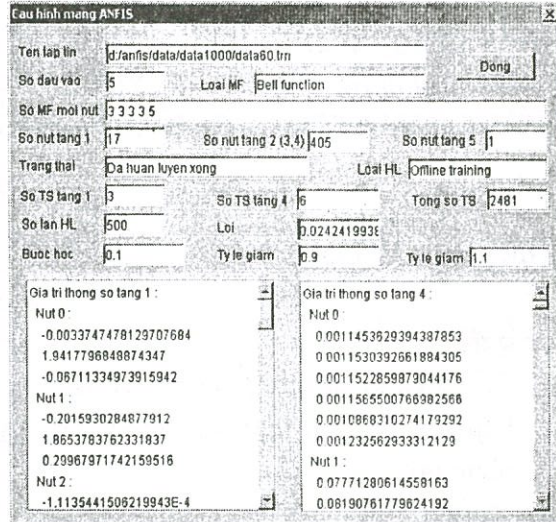 Cau hinh mang ANFIS
Ten tap tin d:/anfis/data/data1000/data60.trn
Dong
So dau vao 5 Loai MF Bell function
So MF moi nut 3 3 3 3 5
So nut tang 1 17 So nut tang 2 (3,4) 405 So nut tang 5 1
Trang thai Da huan luyen xong Loai HL Offline training
So TS tang 1 3 So TS tang 4 6 Tong so TS 2481
So lan HL 500 Loi 0.024241993
Buoc hoc 0.1 Ty le giam 0.9 Ty le giam 1.1
Gia tri thong so tang 1 :
Nut 0 :
-0.0033747478129707684
1.9417796848874347
-0.06711334973915942
Nut 1 :
-0.2015930284877912
1.8653783762331837
0.29967971742159516
Nut 2 :
-1.1135441506219943E-4
Gia tri thong so tang 4 :
Nut 0 :
0.0011453629394387853
0.0011530392661884305
0.0011522859879044176
0.0011565500766982566
0.0010868310274179292
0.001232562933312129
Nut 1 :
0.07771280614558163
0.08190761779624192